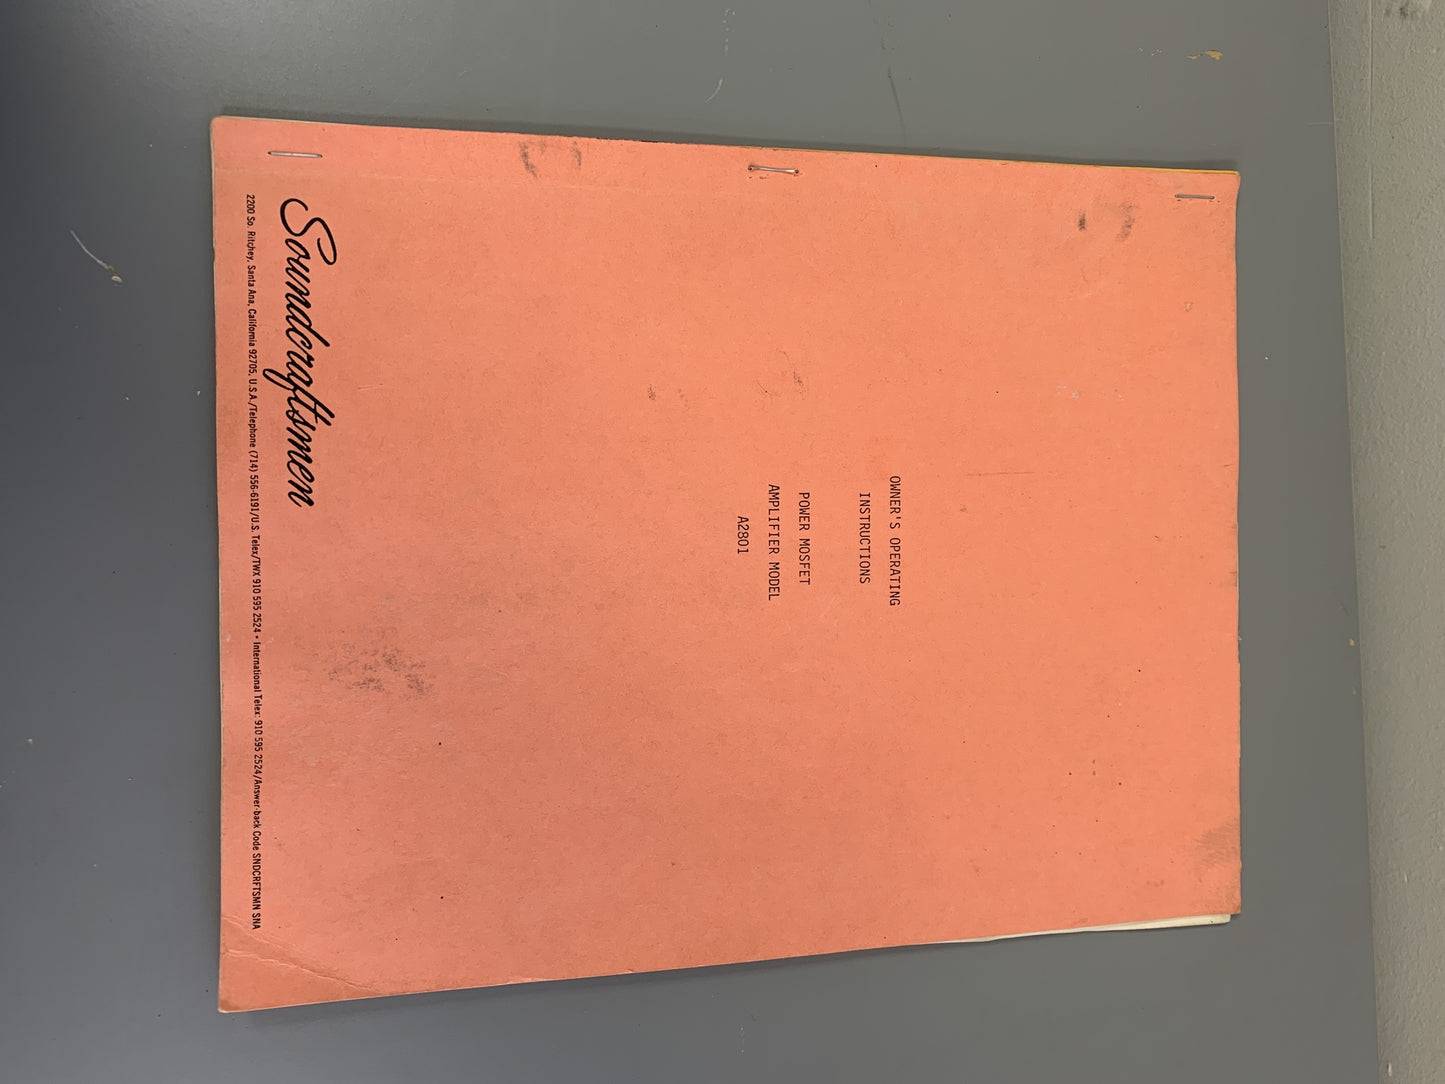 OWNER'S OPERATING
INSTRUCTIONS
POWER MOSFET
AMPLIFIER MODEL
A2801
Soundcraftsmen
2200 So. Ritchey, Santa Ana, California 92705, U.S.A./Telephone (714) 556-6191/U.S. Telex/TWX 910 595 2524 • International Telex: 910 595 2524/Answer-back Code SNDCRFTSMN SNA